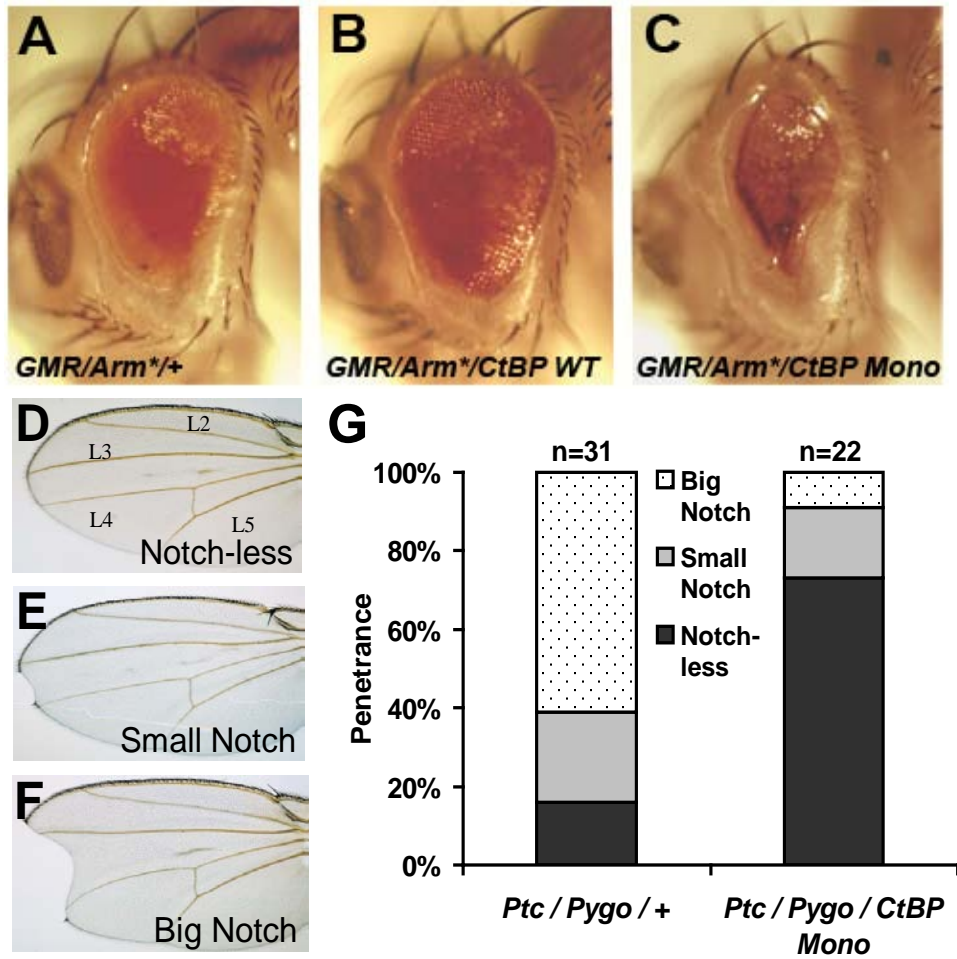 A
B
C
GMR/Arm*/+
GMR/Arm*/CtBP WT
GMR/Arm*/CtBP Mono
D
L2
L3
L4
L5
Notch-less
E
Small Notch
F
Big Notch
G
n=31
n=22
100%
80%
60%
40%
20%
0%
Penetrance
Big
Notch
Small
Notch
Notch-
less
Ptc / Pygo / +
Ptc / Pygo / CtBP
Mono